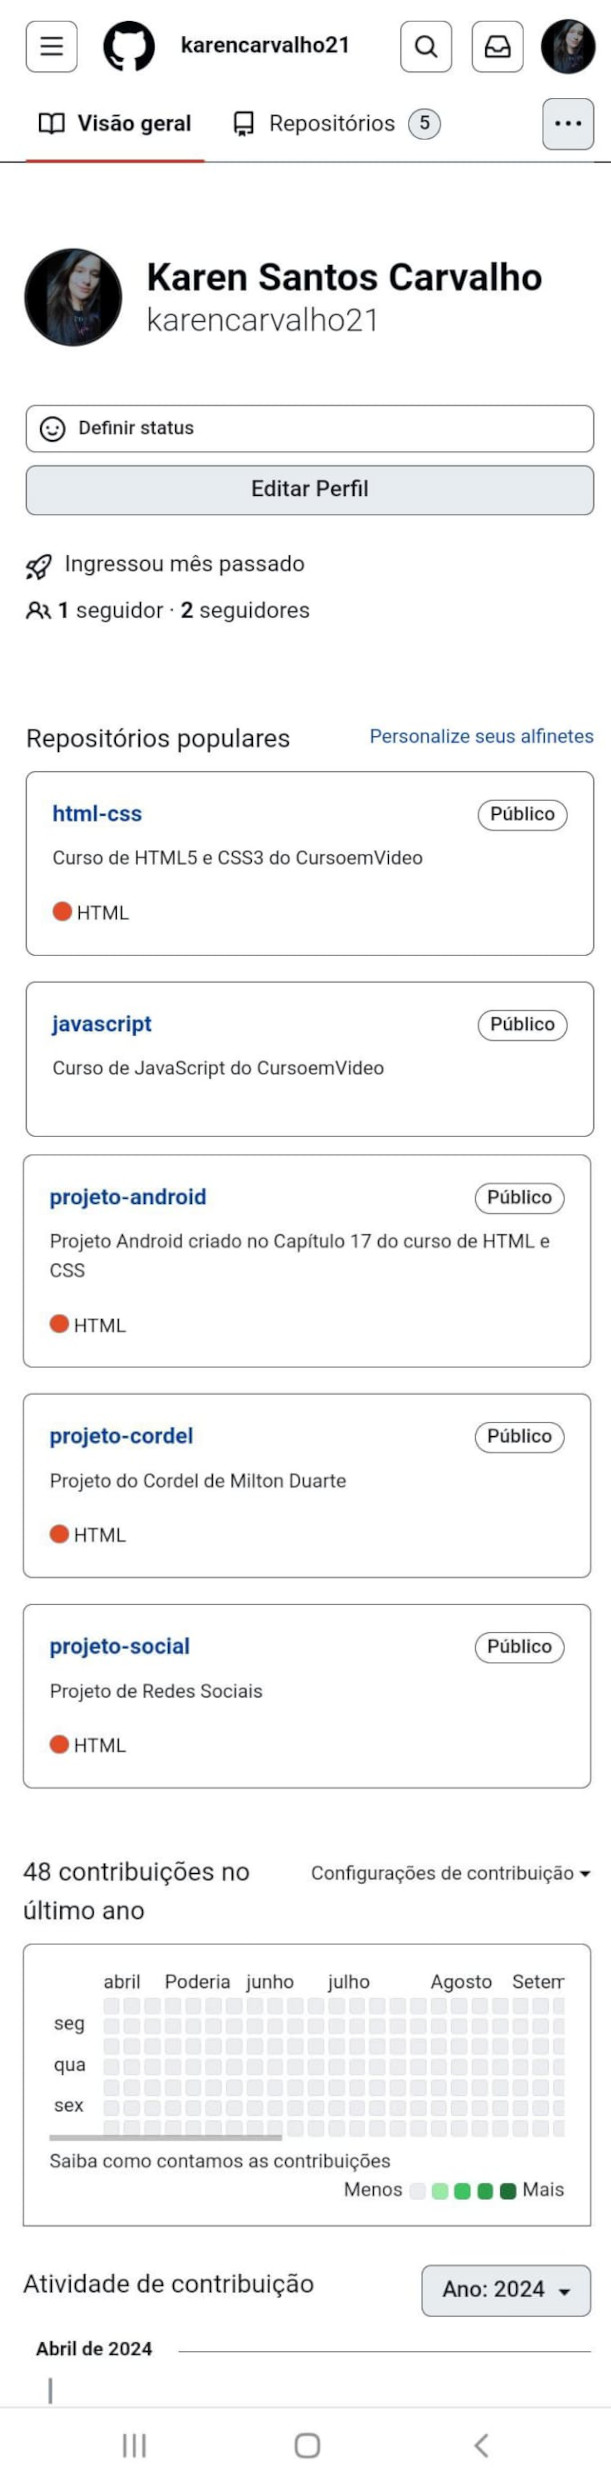 karencarvalho21
Visão geral Repositórios 5
Karen Santos Carvalho
karencarvalho21
Definir status
Editar Perfil
Ingressou mês passado
1 seguidor · 2 seguidores
Repositórios populares Personalize seus alfinetes
html-css Público
Curso de HTML5 e CSS3 do CursoemVideo
HTML
javascript Público
Curso de JavaScript do CursoemVideo
projeto-android Público
Projeto Android criado no Capítulo 17 do curso de HTML e
CSS
HTML
projeto-cordel Público
Projeto do Cordel de Milton Duarte
HTML
projeto-social Público
Projeto de Redes Sociais
HTML
48 contribuições no Configurações de contribuição
último ano
abril Poderia junho julho Agosto Setem
seg
qua
sex
Saiba como contamos as contribuições
Menos Mais
Atividade de contribuição Ano: 2024
Abril de 2024